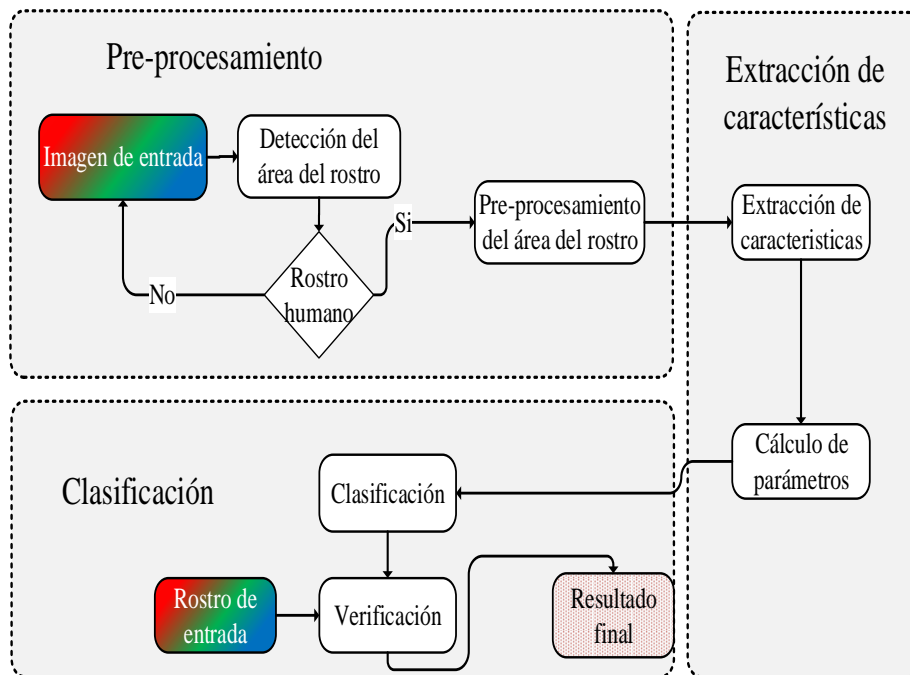 Pre-procesamiento
Imagen de entrada
Detección del
área del rostro
Rostro
humano
No
Si
Pre-procesamiento
del área del rostro
Extracción de
características
Extracción de
caracteristicas
Cálculo de
parámetros
Clasificación
Clasificación
Rostro de
entrada
Verificación
Resultado
final